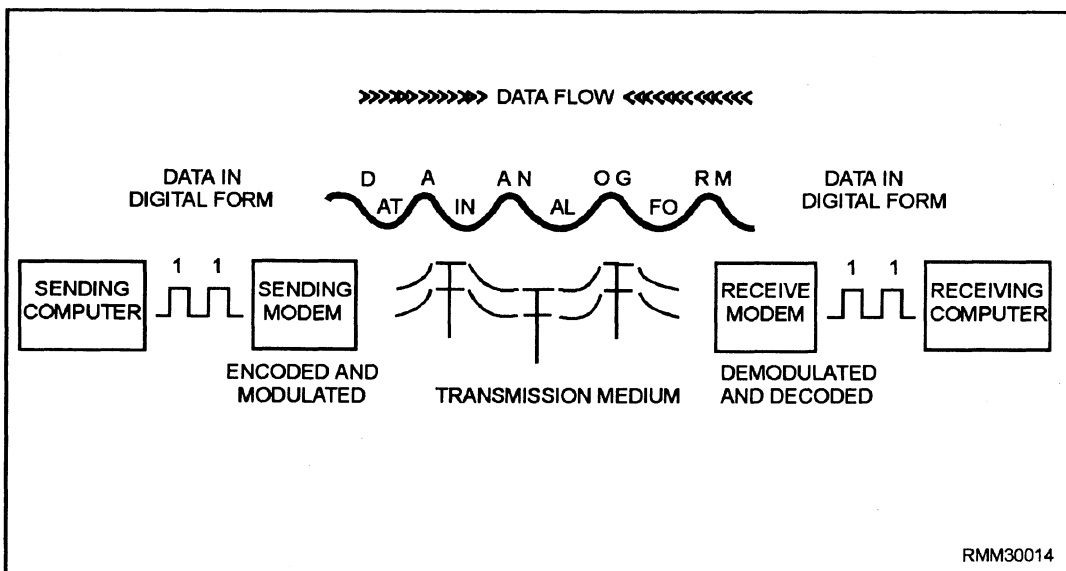 >>>>>>>>>>>>> DATA FLOW <<<<<<<<<<<<<
DATA IN
DIGITAL FORM
D A A N O G R M
AT IN AL FO
DATA IN
DIGITAL FORM
1 1
1 1
SENDING
COMPUTER
SENDING
MODEM
RECEIVE
MODEM
RECEIVING
COMPUTER
ENCODED AND
MODULATED
TRANSMISSION MEDIUM
DEMODULATED
AND DECODED
RMM30014